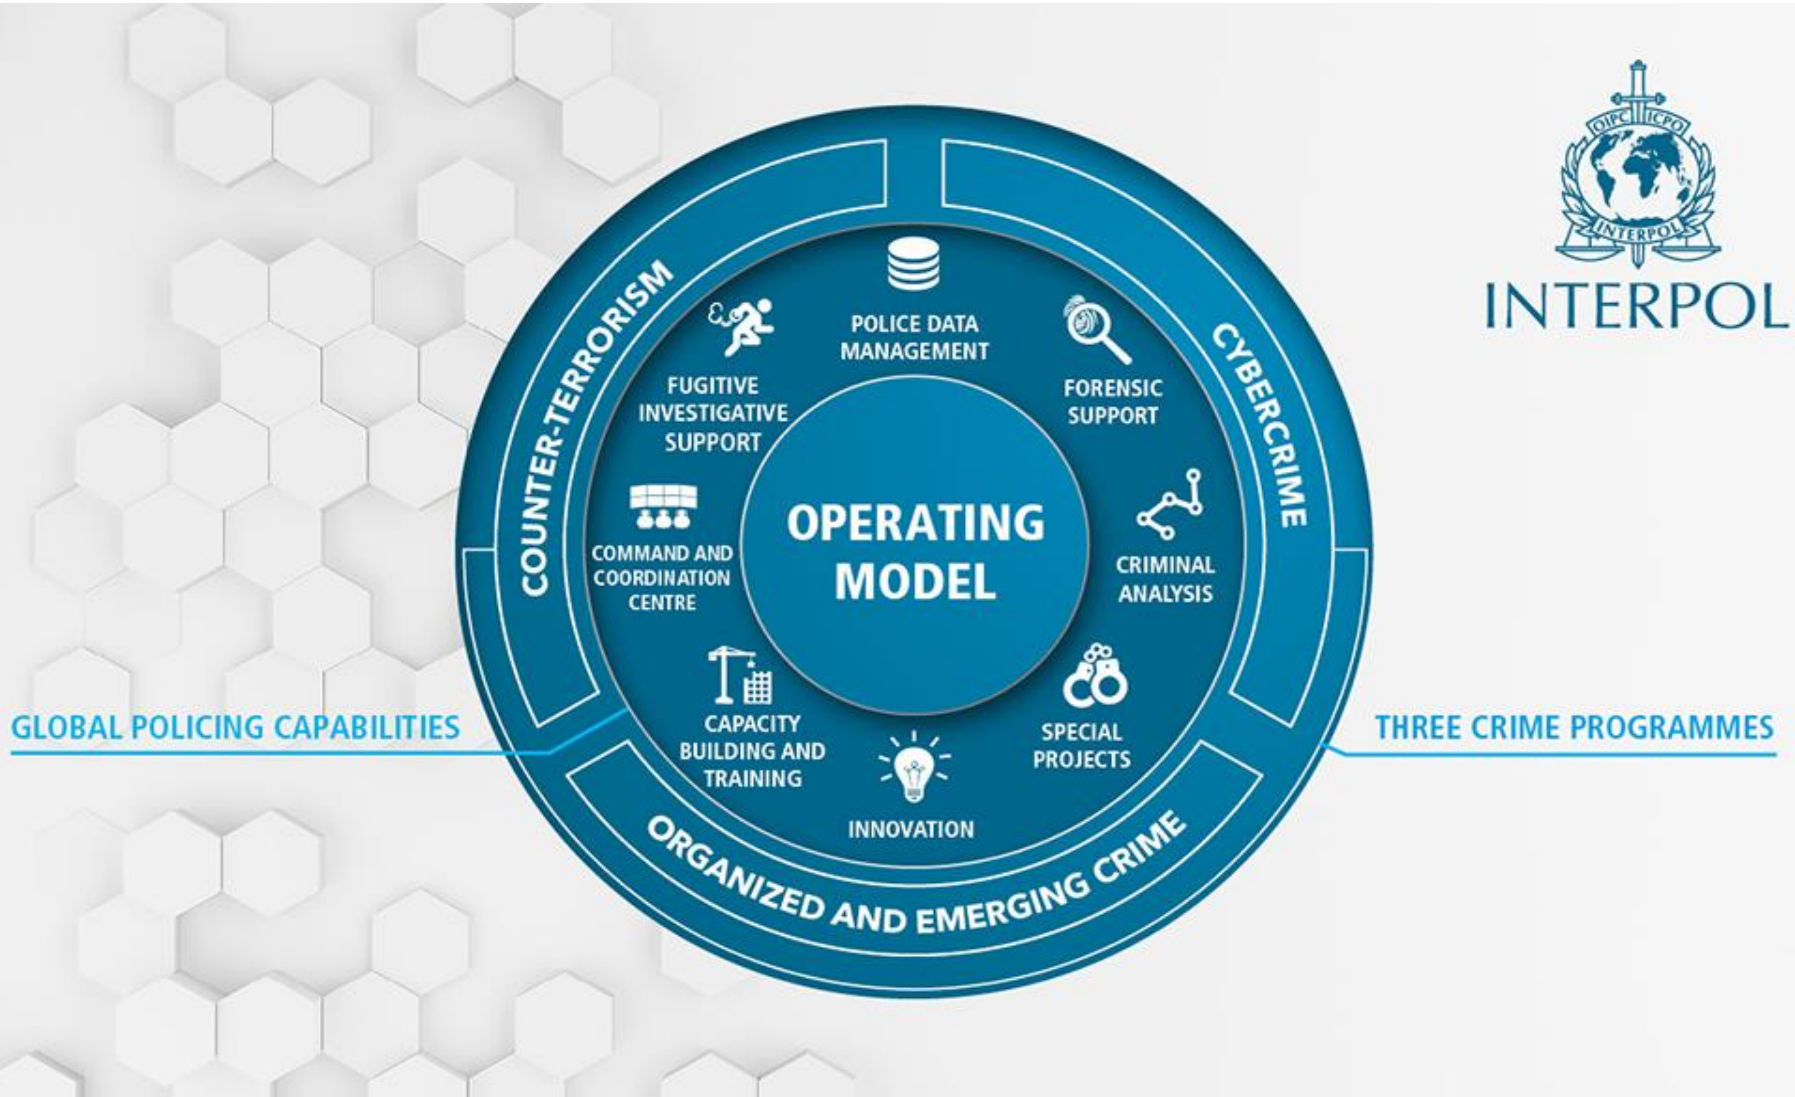 OIPC ICPO
INTERPOL
INTERPOL
COUNTER-TERRORISM
CYBERCRIME
ORGANIZED AND EMERGING CRIME
POLICE DATA
MANAGEMENT
FORENSIC
SUPPORT
CRIMINAL
ANALYSIS
SPECIAL
PROJECTS
INNOVATION
CAPACITY
BUILDING AND
TRAINING
COMMAND AND
COORDINATION
CENTRE
FUGITIVE
INVESTIGATIVE
SUPPORT
OPERATING
MODEL
GLOBAL POLICING CAPABILITIES
THREE CRIME PROGRAMMES